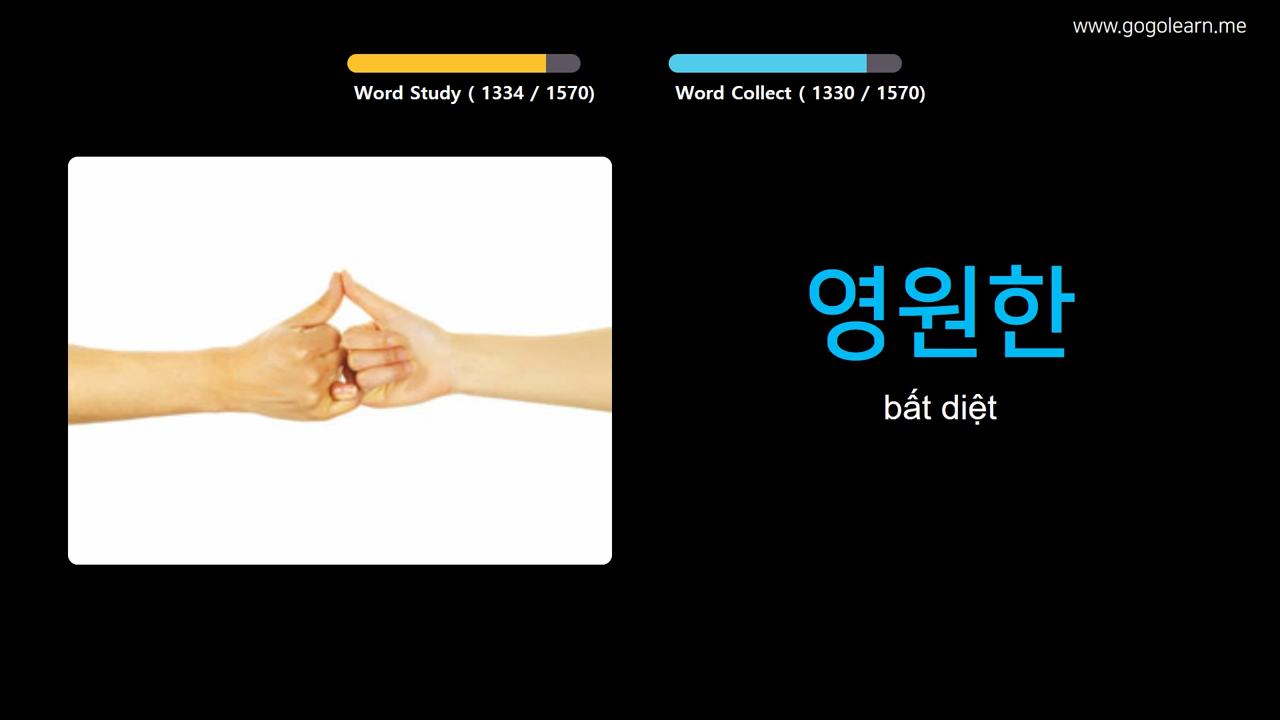 www.gogolearn.me
Word Study ( 1334 / 1570)
Word Collect ( 1330 / 1570)
영원한
bất diệt